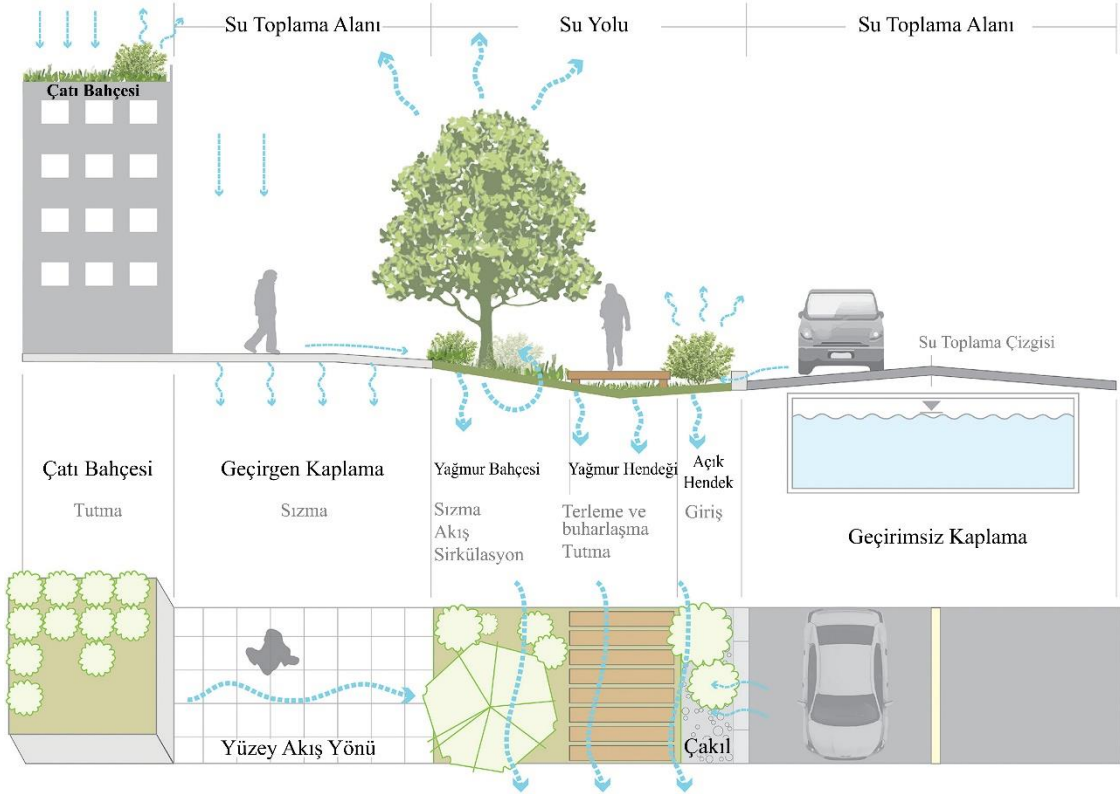 Su Toplama Alanı
Su Yolu
Su Toplama Alanı
Çatı Bahçesi
Su Toplama Çizgisi
Çatı Bahçesi
Tutma
Geçirgen Kaplama
Sızma
Yağmur Bahçesi
Sızma
Akış
Sirkülasyon
Yağmur Hendeği
Terleme ve
buharlaşma
Tutma
Açık
Hendek
Giriş
Geçirimsiz Kaplama
Yüzey Akış Yönü
Çakıl